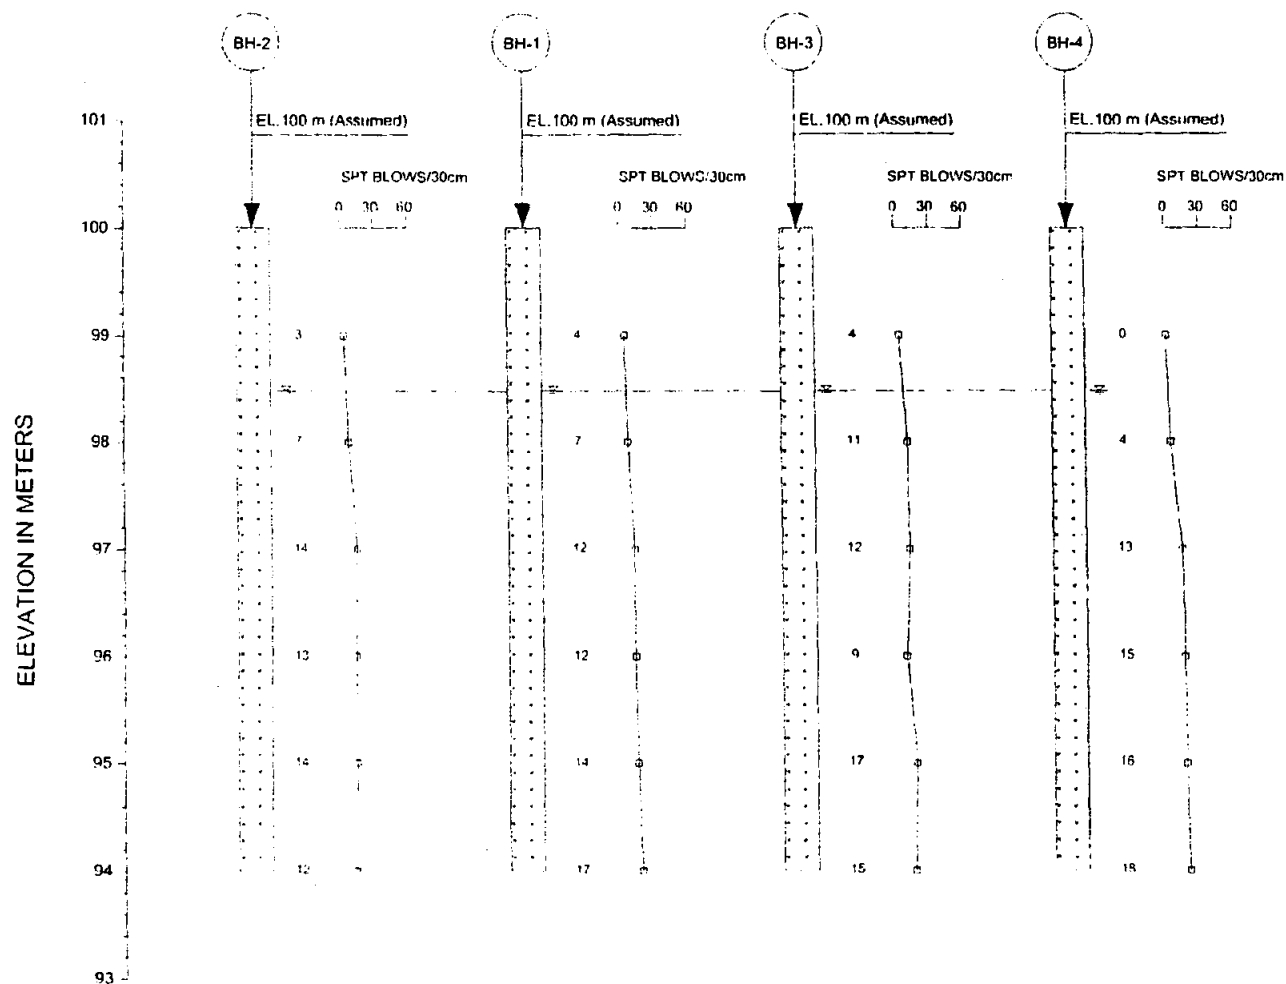 BH-2 BH-1 BH-3 BH-4
EL.100 m (Assumed) EL.100 m (Assumed) EL.100 m (Assumed) EL.100 m (Assumed)
101
SPT BLOWS/30cm SPT BLOWS/30cm SPT BLOWS/30cm SPT BLOWS/30cm
0 30 60 0 30 60 0 30 60 0 30 60
100
99 3 4 4 0
98 7 7 11 4
97 14 12 12 13
96 13 12 9 15
95 14 14 17 16
94 12 17 15 18
93
ELEVATION IN METERS